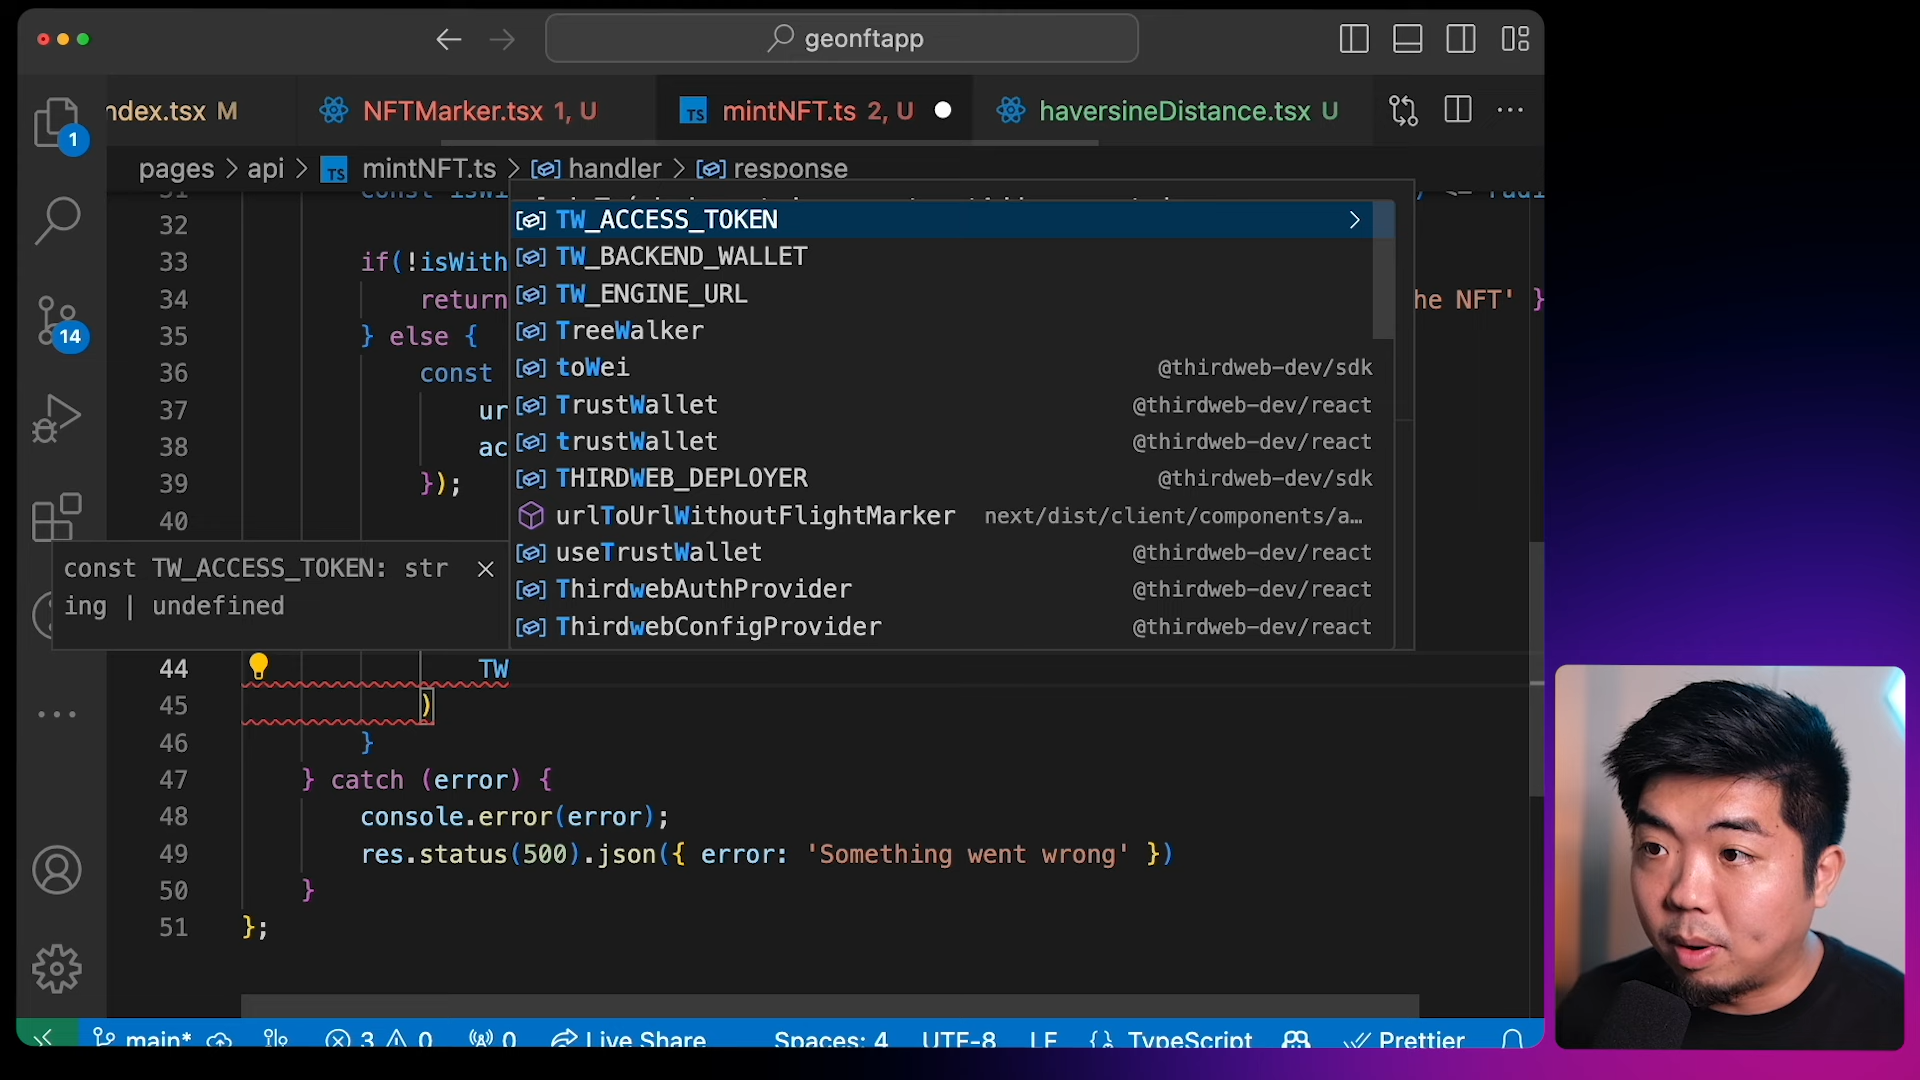 geonftapp
ndex.tsx M
NFTMarker.tsx 1, U
TS mintNFT.ts 2, U
haversineDistance.tsx U
pages > api > TS mintNFT.ts > handler > response
32
33 if(!isWith
34 return he NFT' }
35 } else {
36 const
37 ur
38 ac
39 });
40
TW_ACCESS_TOKEN
TW_BACKEND_WALLET
TW_ENGINE_URL
TreeWalker
toWei @thirdweb-dev/sdk
TrustWallet @thirdweb-dev/react
trustWallet @thirdweb-dev/react
THIRDWEB_DEPLOYER @thirdweb-dev/sdk
urlToUrlWithoutFlightMarker next/dist/client/components/a…
useTrustWallet @thirdweb-dev/react
ThirdwebAuthProvider @thirdweb-dev/react
ThirdwebConfigProvider @thirdweb-dev/react
const TW_ACCESS_TOKEN: str
ing | undefined
44 TW
45 )
46 }
47 } catch (error) {
48 console.error(error);
49 res.status(500).json({ error: 'Something went wrong' })
50 }
51 };
1
14
main* 3 0 0 Live Share Spaces: 4 UTF-8 LF {} TypeScript Prettier